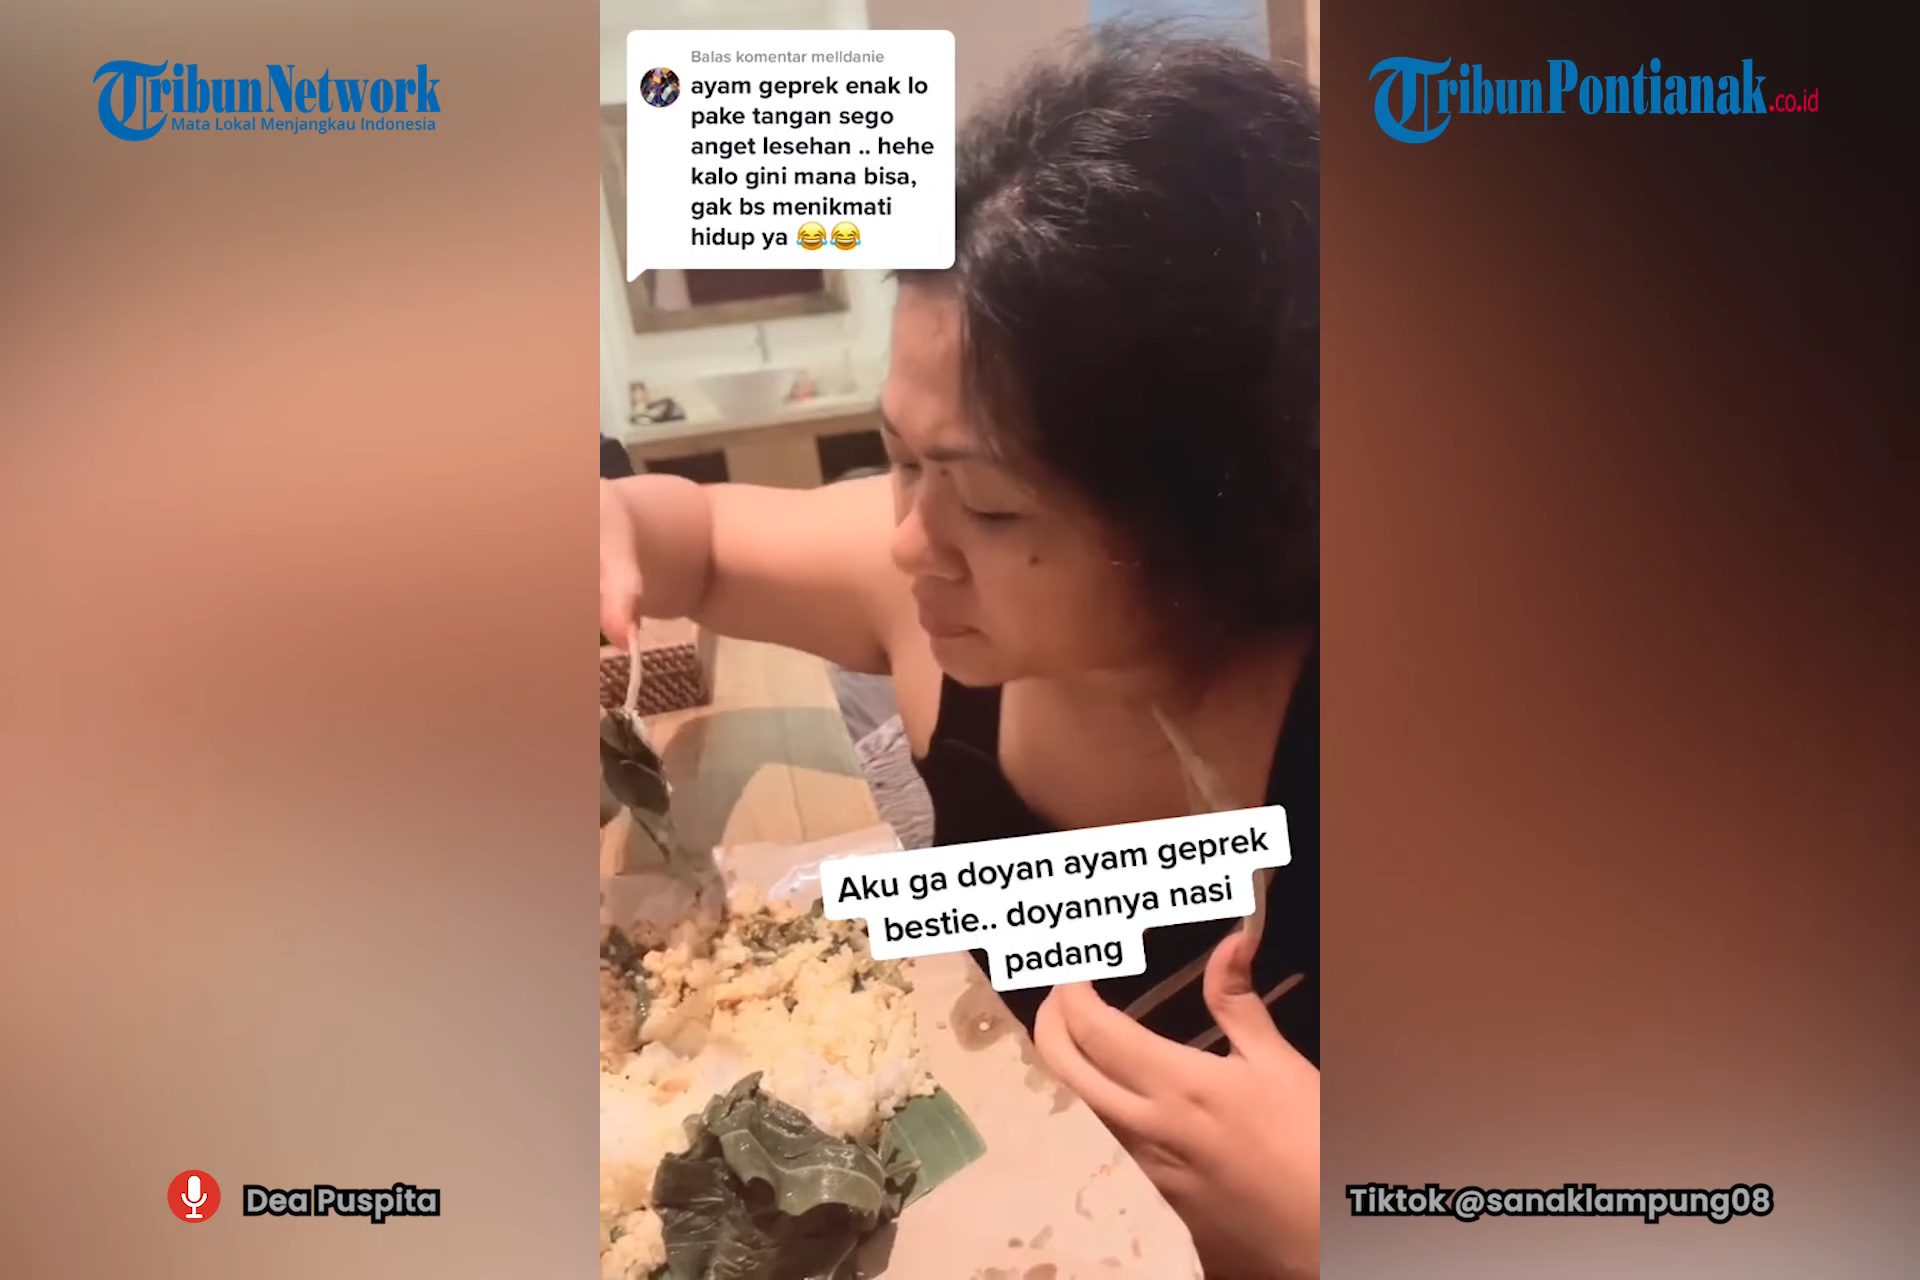 TribunNetwork
Mata Lokal Menjangkau Indonesia
TribunPontianak.co.id
Balas komentar melldanie
ayam geprek enak lo
pake tangan sego
anget lesehan .. hehe
kalo gini mana bisa,
gak bs menikmati
hidup ya 😂😂
Aku ga doyan ayam geprek
bestie.. doyannya nasi
padang
Dea Puspita
Tiktok @sanaklampung08